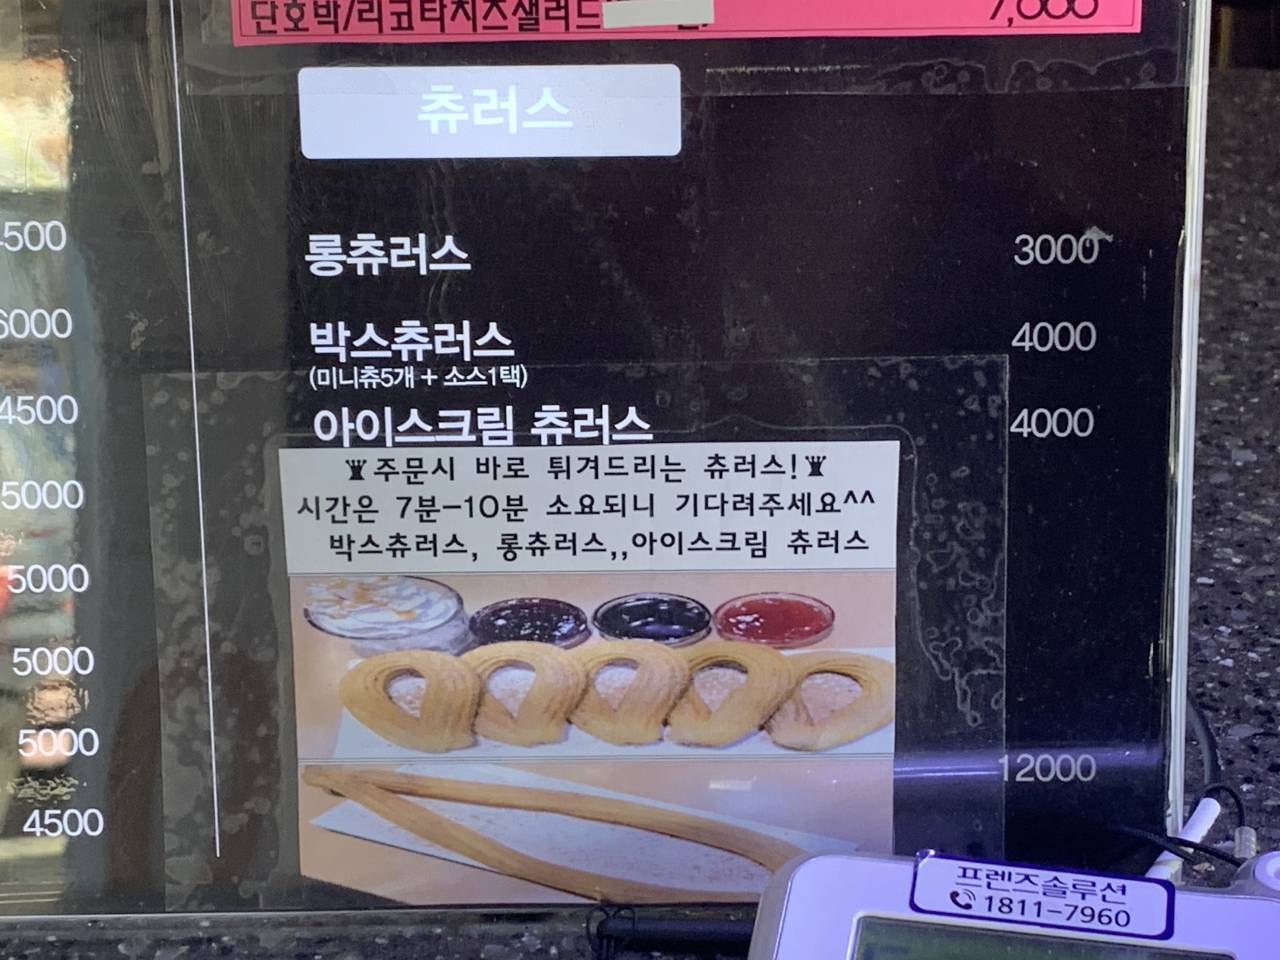 단호박/리코타치즈샐러드
7,000
츄러스
롱츄러스 3000
박스츄러스 4000
(미니츄5개 + 소스1택)
아이스크림 츄러스 4000
♛주문시 바로 튀겨드리는 츄러스!♛
시간은 7분-10분 소요되니 기다려주세요^^
박스츄러스, 롱츄러스,,아이스크림 츄러스
12000
4500
6000
4500
5000
5000
5000
5000
4500
프렌즈솔루션
1811-7960